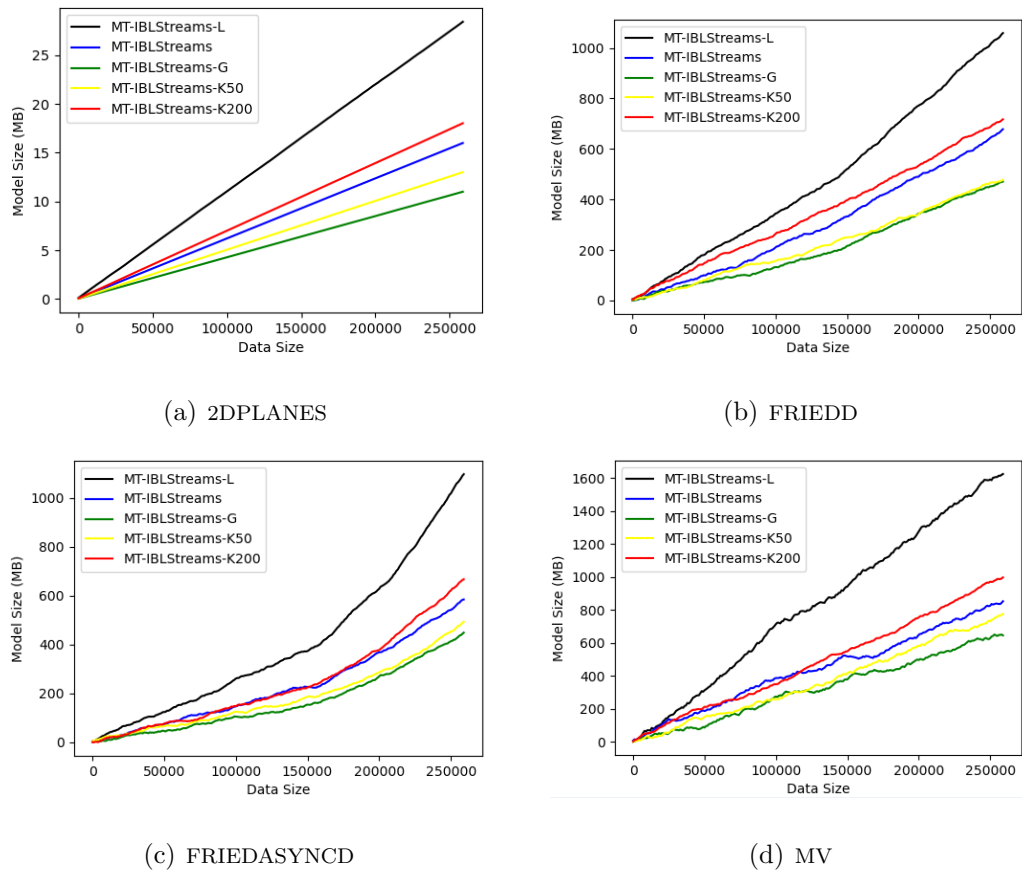 MT-IBLStreams-L
MT-IBLStreams
MT-IBLStreams-G
MT-IBLStreams-K50
MT-IBLStreams-K200
25
20
15
10
5
0
Model Size (MB)
0 50000 100000 150000 200000 250000
Data Size
(a) 2DPLANES
MT-IBLStreams-L
MT-IBLStreams
MT-IBLStreams-G
MT-IBLStreams-K50
MT-IBLStreams-K200
1000
800
600
400
200
0
Model Size (MB)
0 50000 100000 150000 200000 250000
Data Size
(b) FRIEDD
MT-IBLStreams-L
MT-IBLStreams
MT-IBLStreams-G
MT-IBLStreams-K50
MT-IBLStreams-K200
1000
800
600
400
200
0
Model Size (MB)
0 50000 100000 150000 200000 250000
Data Size
(c) FRIEDASYNCD
MT-IBLStreams-L
MT-IBLStreams
MT-IBLStreams-G
MT-IBLStreams-K50
MT-IBLStreams-K200
1600
1400
1200
1000
800
600
400
200
0
Model Size (MB)
0 50000 100000 150000 200000 250000
Data Size
(d) MV